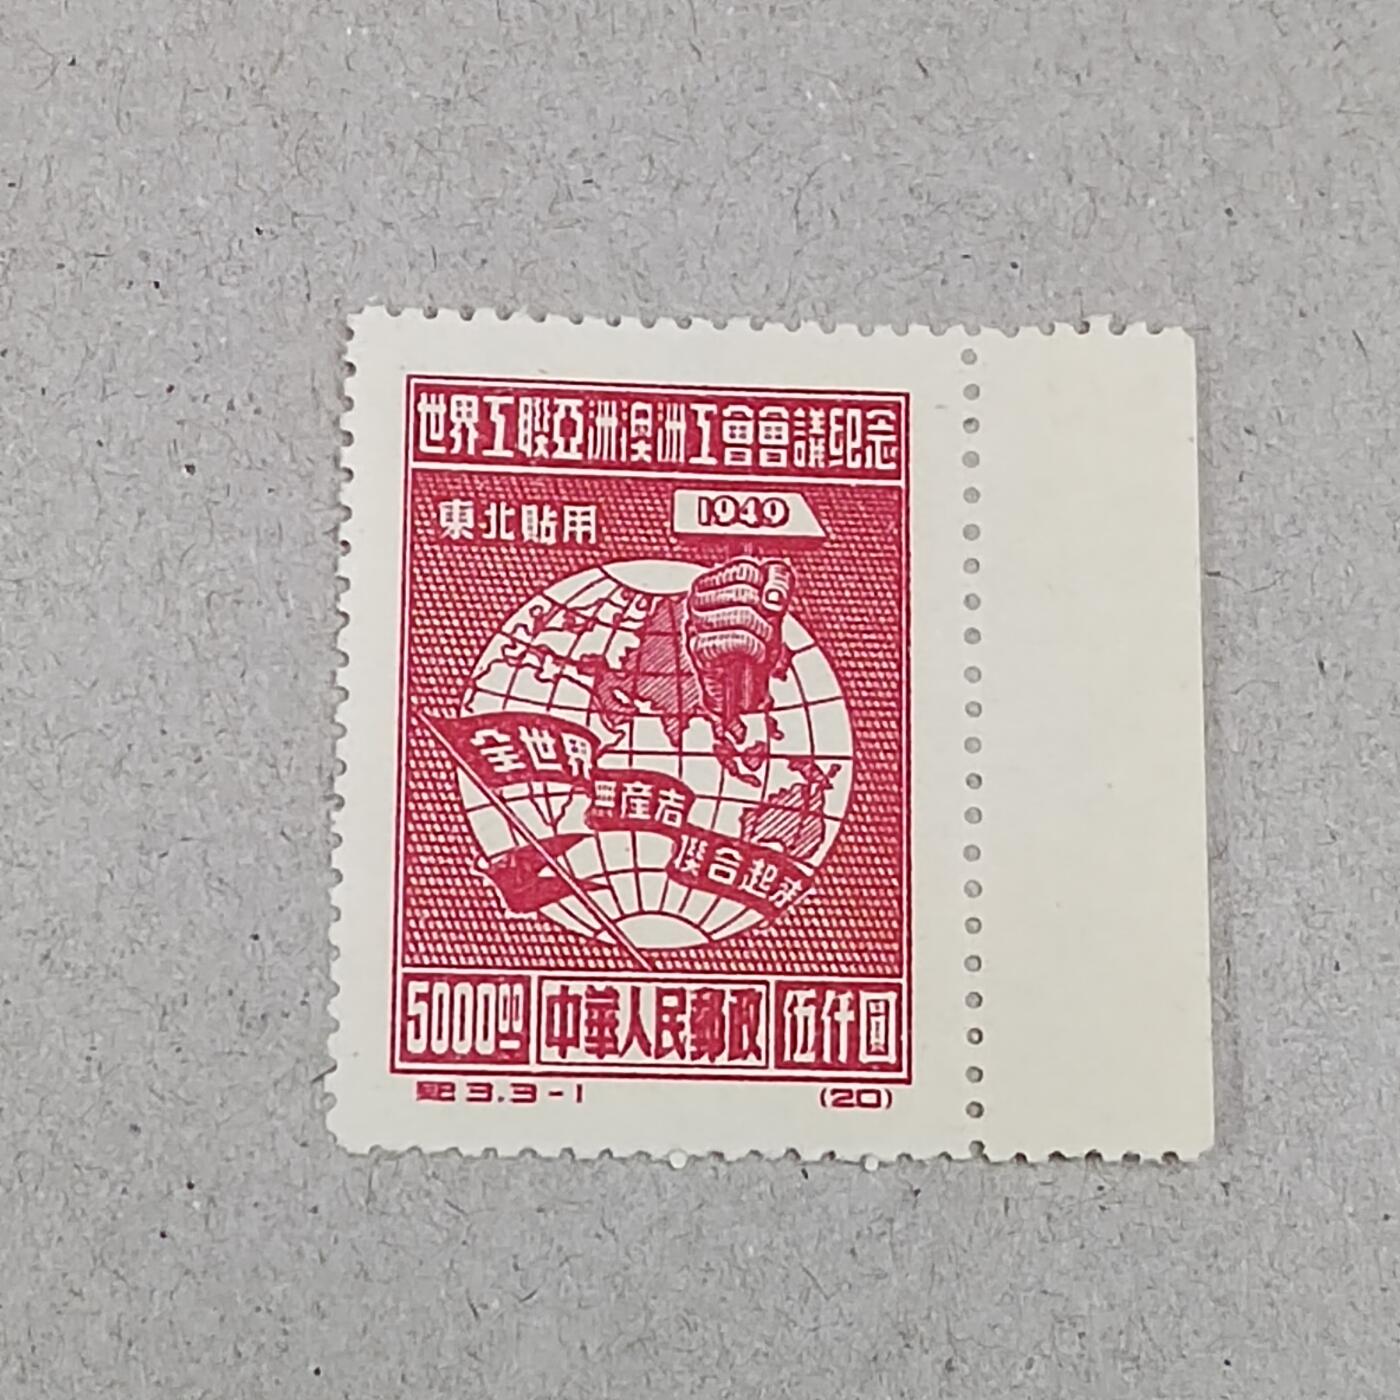 世界工聯亞洲澳洲工會會議紀念
1949
東北貼用
全世界
無產者
聯合起來
5000圓 中華人民郵政 伍仟圓
紀3.3-1 (20)